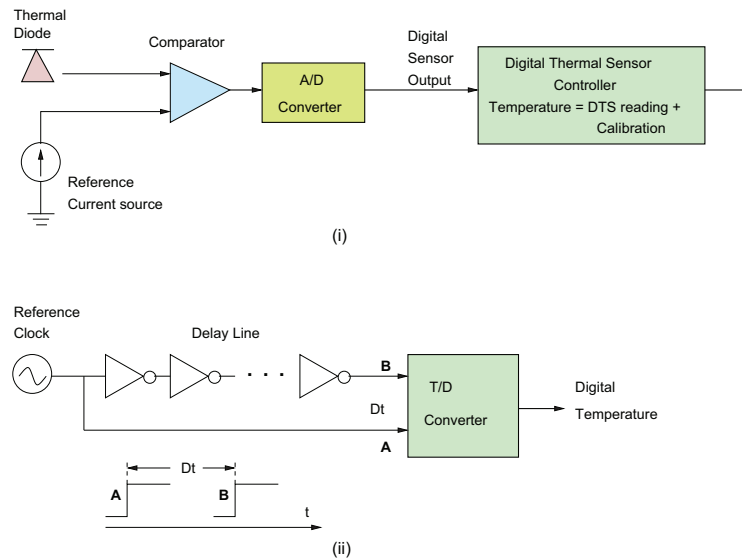 Thermal
Diode
Comparator
A/D
Converter
Digital
Sensor
Output
Digital Thermal Sensor
Controller
Temperature = DTS reading +
Calibration
Reference
Current source
(i)
Reference
Clock
Delay Line
. . .
B
Dt
A
T/D
Converter
Digital
Temperature
Dt
A
B
t
(ii)